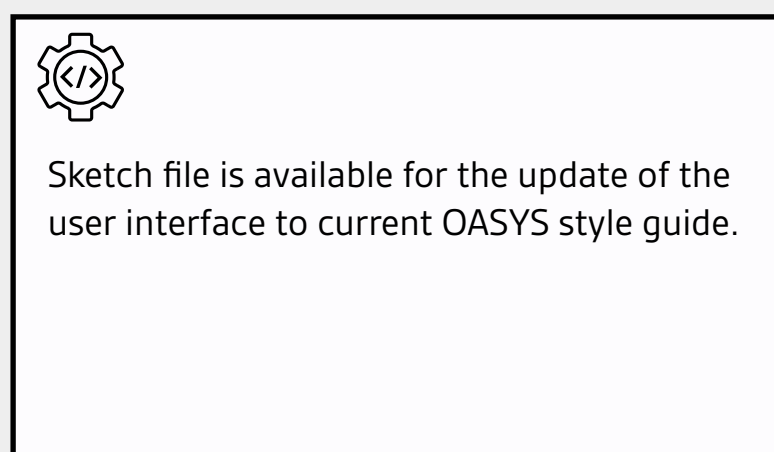 Sketch file is available for the update of the
user interface to current OASYS style guide.